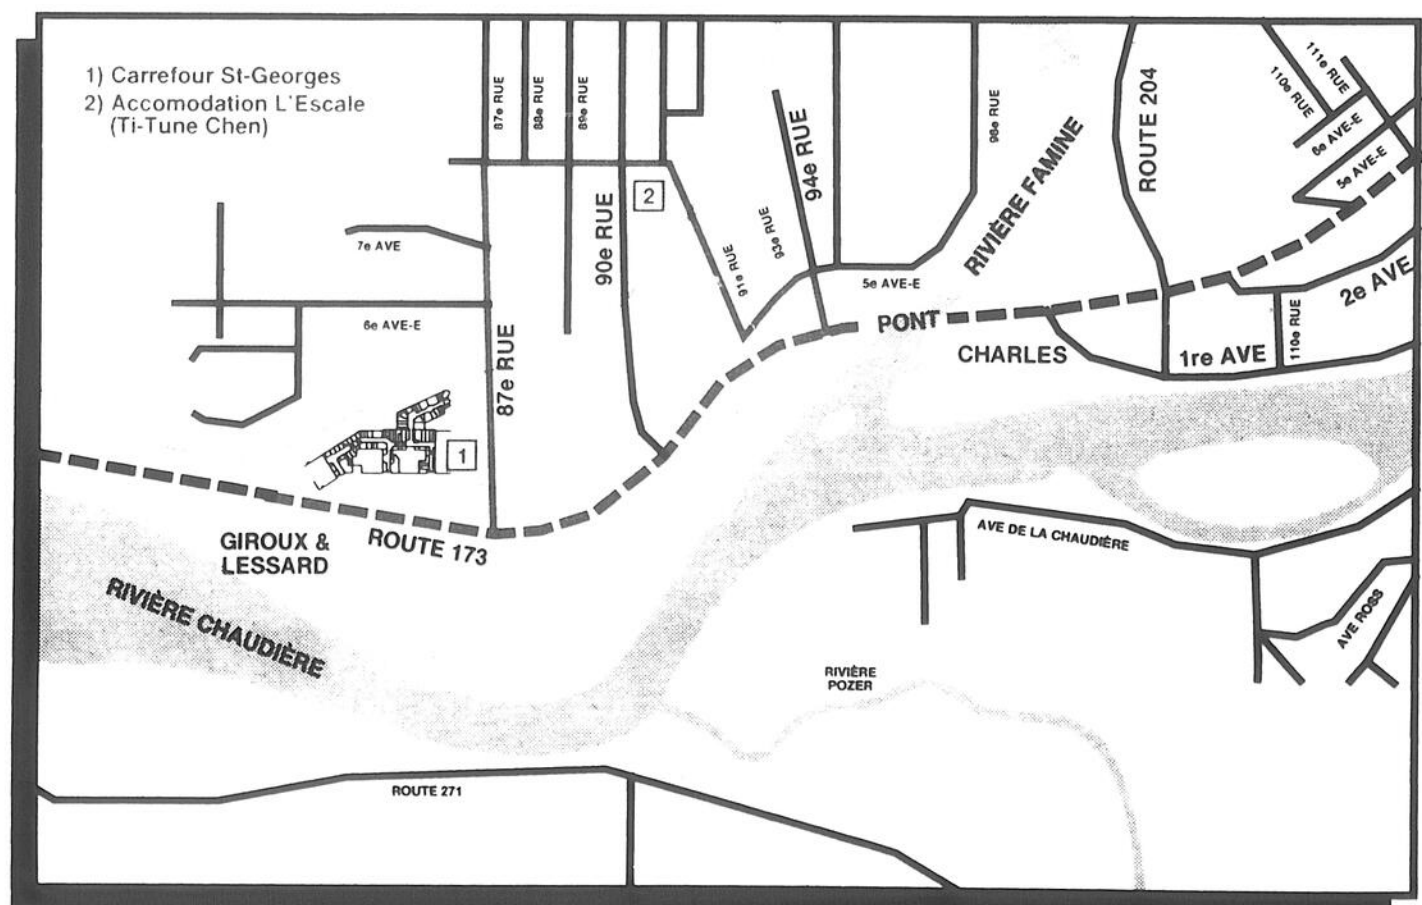 1) Carrefour St-Georges
2) Accomodation L'Escale
(Ti-Tune Chen)
87e RUE
88e RUE
89e RUE
90e RUE
2
91e RUE
93e RUE
94e RUE
98e RUE
RIVIÈRE FAMINE
ROUTE 204
110e RUE
111e RUE
6e AVE-E
5e AVE-E
7e AVE
6e AVE-E
87e RUE
5e AVE-E
PONT
CHARLES
1re AVE
110e RUE
2e AVE
1
GIROUX &
LESSARD
ROUTE 173
RIVIÈRE CHAUDIÈRE
AVE DE LA CHAUDIÈRE
AVE ROSS
RIVIÈRE
POZER
ROUTE 271